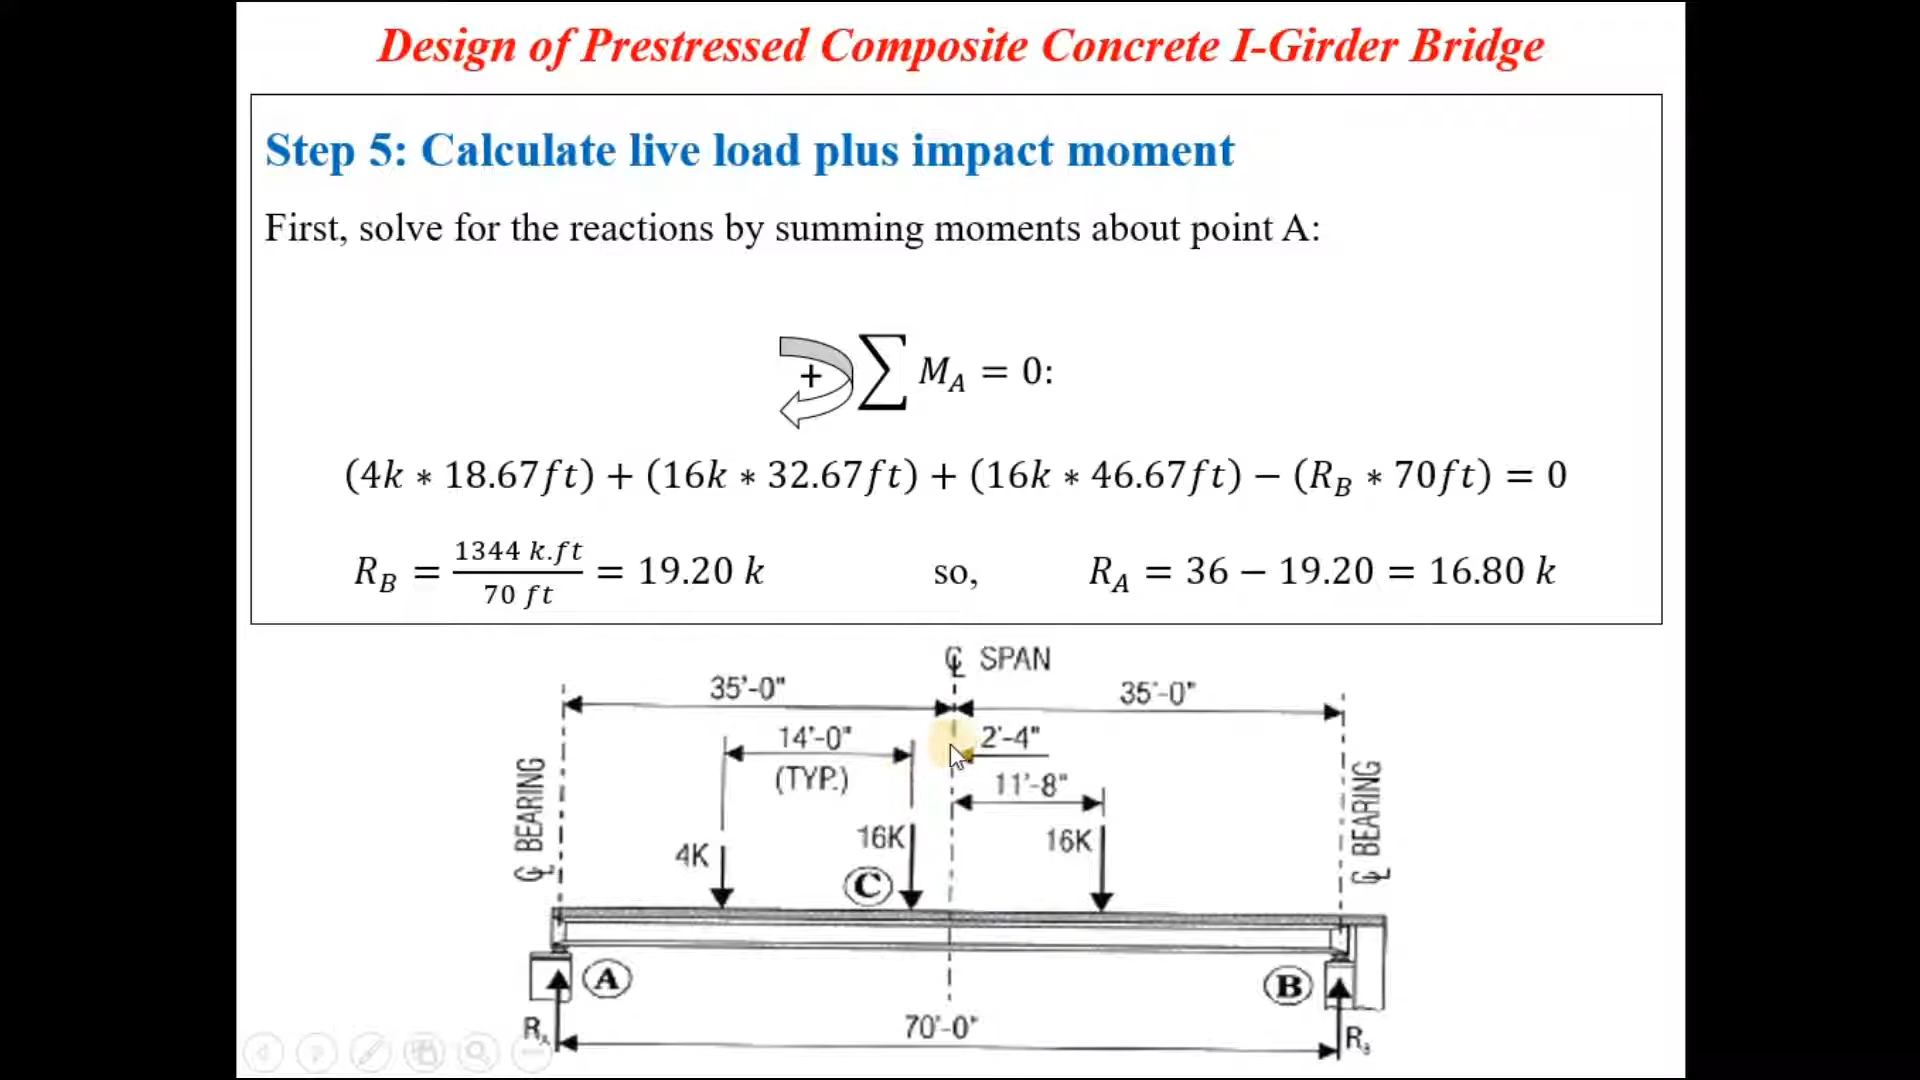 Design of Prestressed Composite Concrete I-Girder Bridge
Step 5: Calculate live load plus impact moment
First, solve for the reactions by summing moments about point A:
+ ∑ M_A = 0:
(4k * 18.67ft) + (16k * 32.67ft) + (16k * 46.67ft) − (R_B * 70ft) = 0
R_B = 1344 k.ft / 70 ft = 19.20 k so, R_A = 36 − 19.20 = 16.80 k
℄ SPAN
35'-0" 35'-0"
14'-0" 2'-4"
(TYP.) 11'-8"
℄ BEARING ℄ BEARING
4K 16K 16K
C
A B
R_A 70'-0" R_B